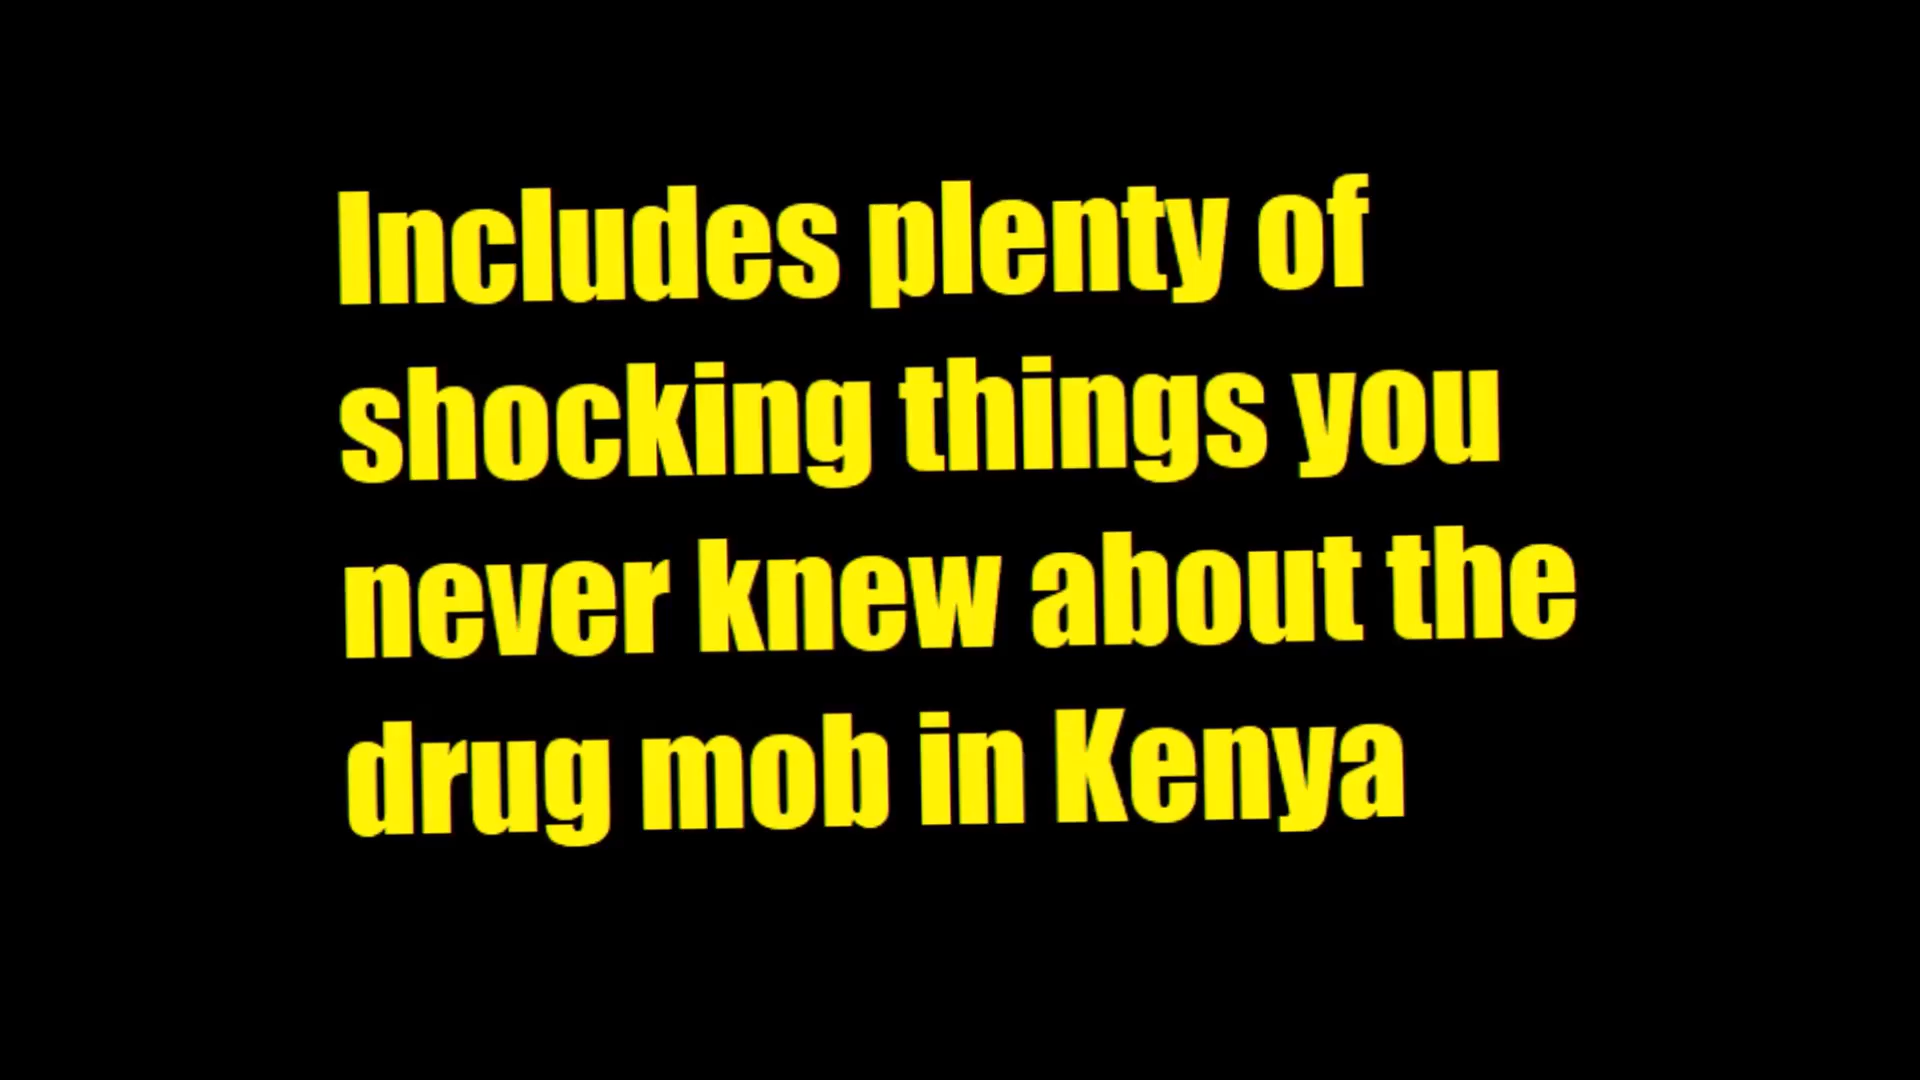 Includes plenty of
shocking things you
never knew about the
drug mob in Kenya